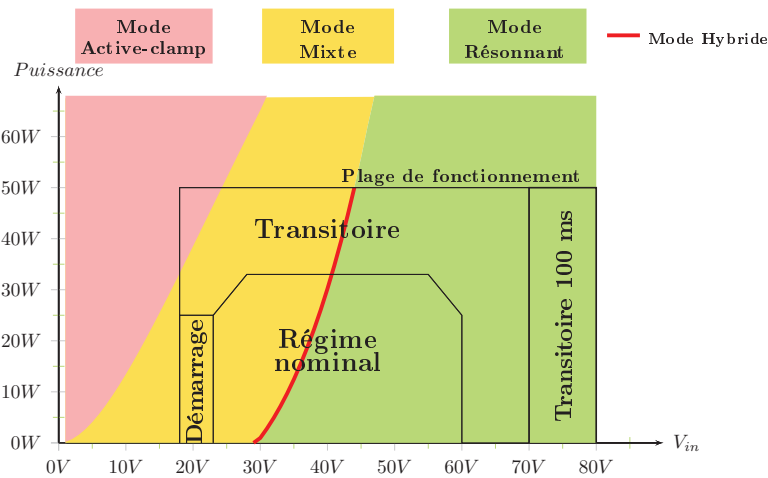 Mode
Active-clamp
Mode
Mixte
Mode
Résonnant
Mode Hybride
Puissance
60W
50W
40W
30W
20W
10W
0W
Plage de fonctionnement
Transitoire
Régime
nominal
Démarrage
Transitoire 100 ms
0V 10V 20V 30V 40V 50V 60V 70V 80V
Vin